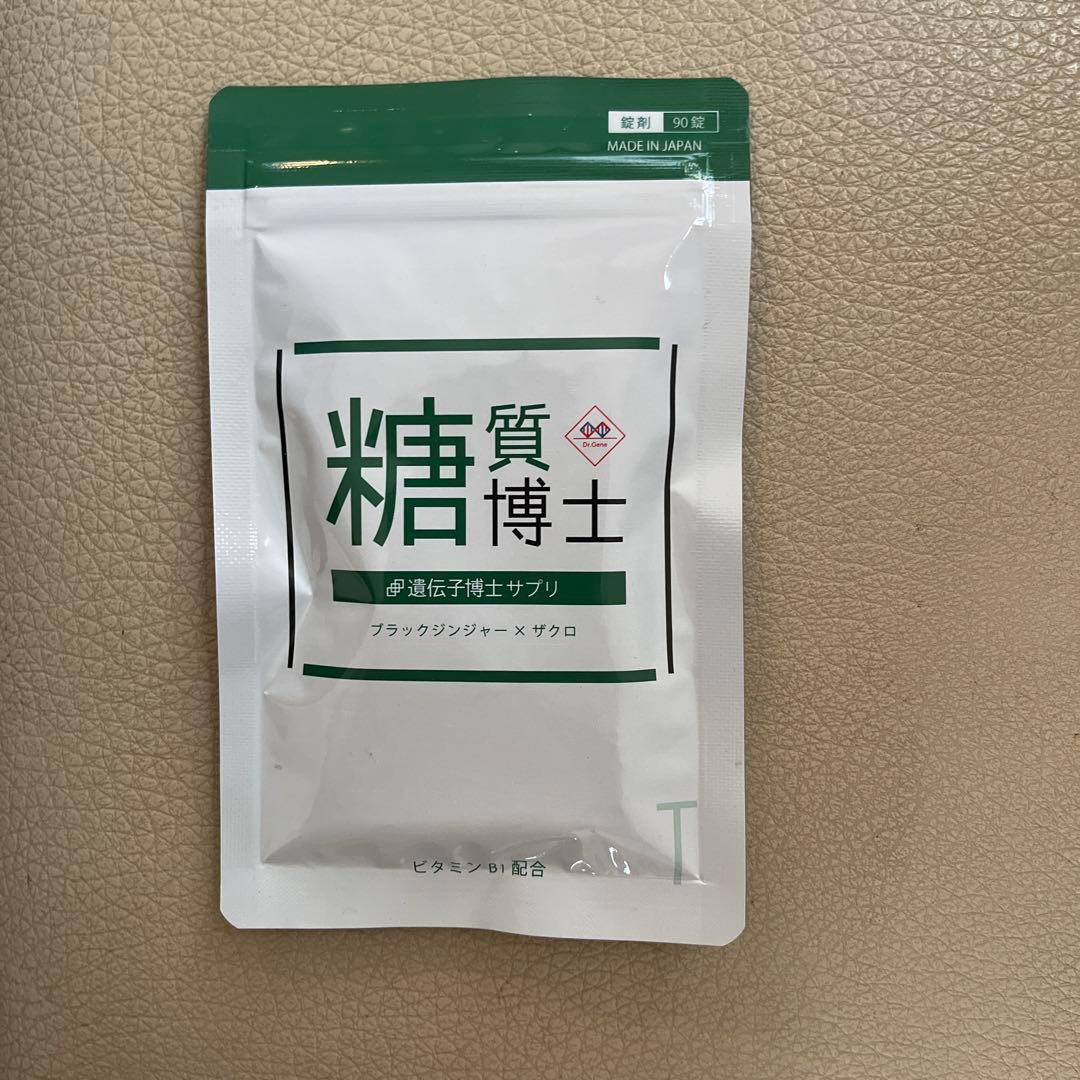 錠剤 90錠
MADE IN JAPAN
糖質博士
Dr.Gene
遺伝子博士サプリ
ブラックジンジャー×ザクロ
T
ビタミンB1配合